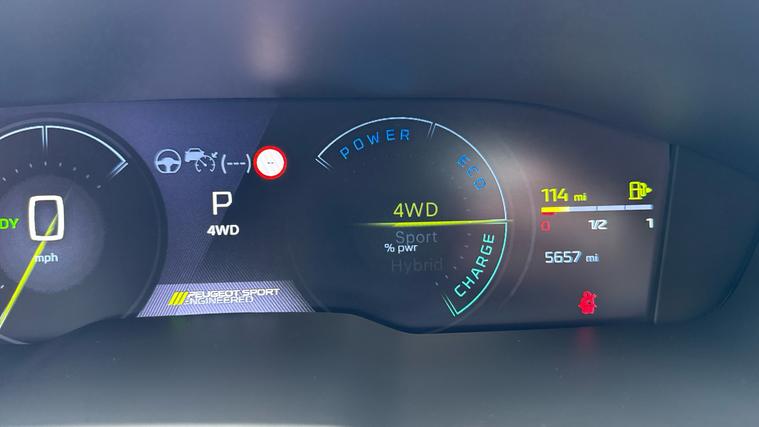 DY
0
mph
(---)
--
P
4WD
PEUGEOT SPORT
ENGINEERED
POWER
ECO
CHARGE
4WD
Sport
% pwr
Hybrid
114 mi
0 1/2 1
5657 mi